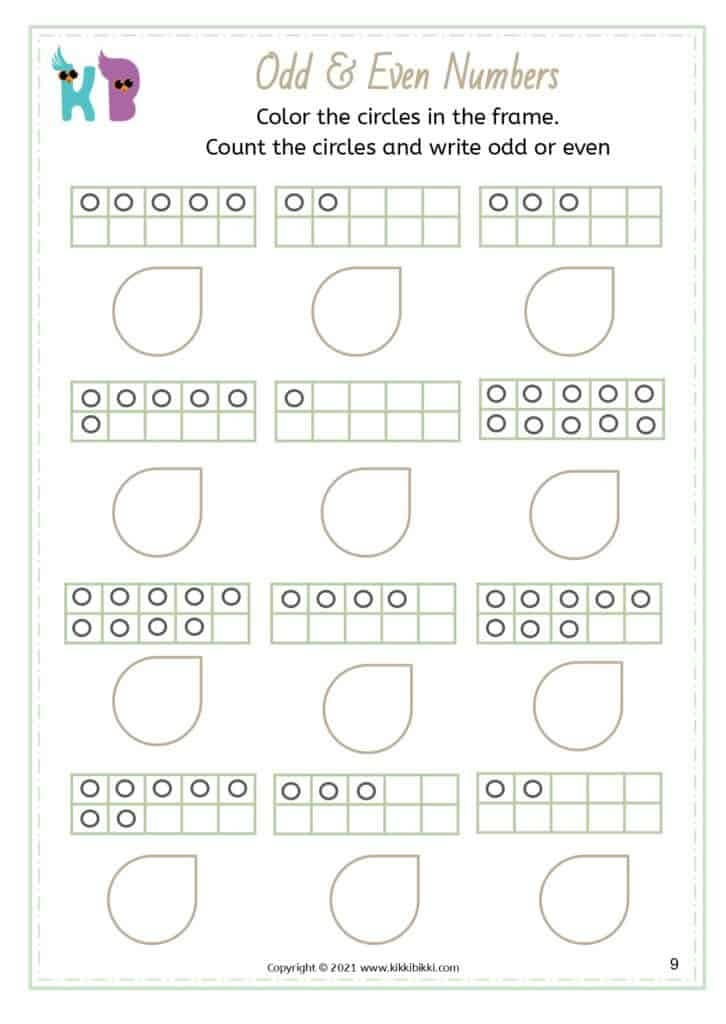 KB
Odd & Even Numbers
Color the circles in the frame.
Count the circles and write odd or even
Copyright © 2021 www.kikkibikki.com
9